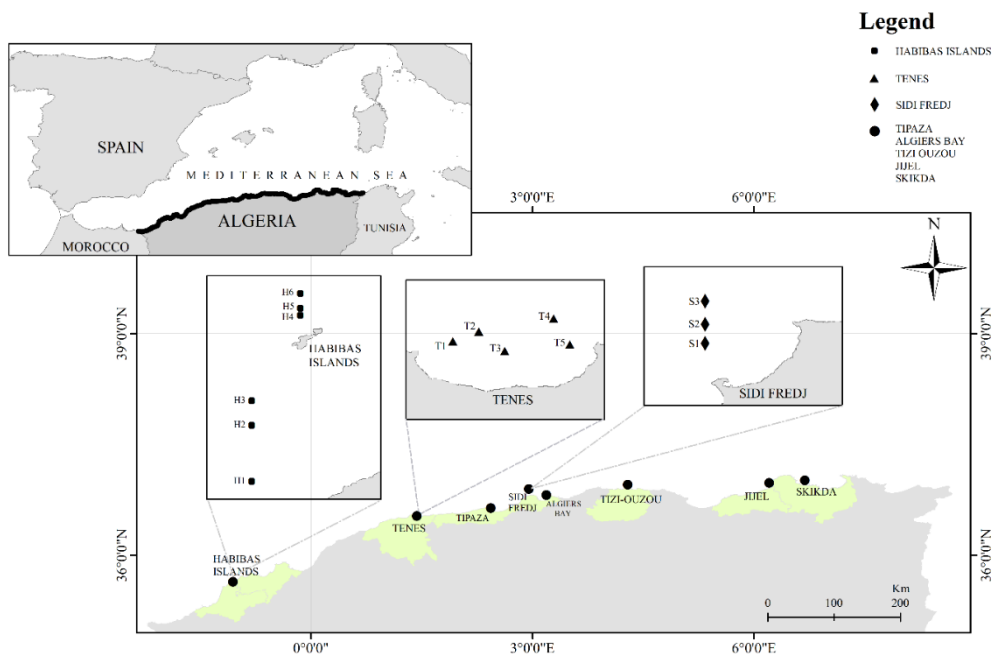 Legend
HABIBAS ISLANDS
TENES
SIDI FREDJ
TIPAZA
ALGIERS BAY
TIZI OUZOU
JIJEL
SKIKDA
SPAIN
MEDITERRANEAN SEA
ALGERIA
TUNISIA
MOROCCO
3°0'0"E
6°0'0"E
N
H6
H5
H4
HABIBAS
ISLANDS
H3
H2
H1
T4
T2
T1
T3
T5
TENES
S3
S2
S1
SIDI FREDJ
39°0'0"N
39°0'0"N
SIDI
FREDJ
ALGIERS
BAY
TIZI-OUZOU
JIJEL
SKIKDA
TENES
TIPAZA
HABIBAS
ISLANDS
36°0'0"N
36°0'0"N
Km
0 100 200
0°0'0"
3°0'0"E
6°0'0"E